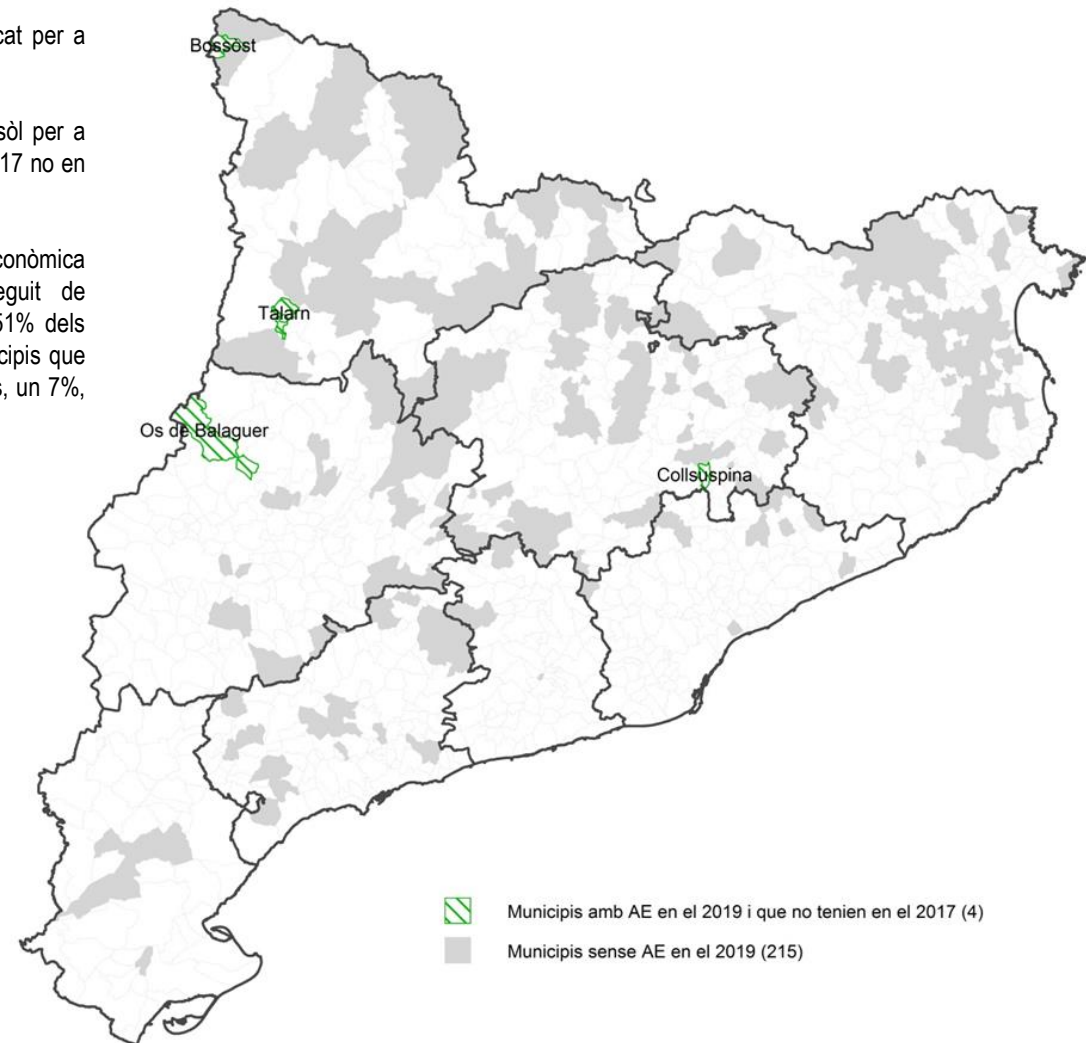 cat per a
sòl per a
17 no en
conòmica
eguit de
51% dels
cipis que
s, un 7%,
Bossòst
Talarn
Os de Balaguer
Collsuspina
Municipis amb AE en el 2019 i que no tenien en el 2017 (4)
Municipis sense AE en el 2019 (215)